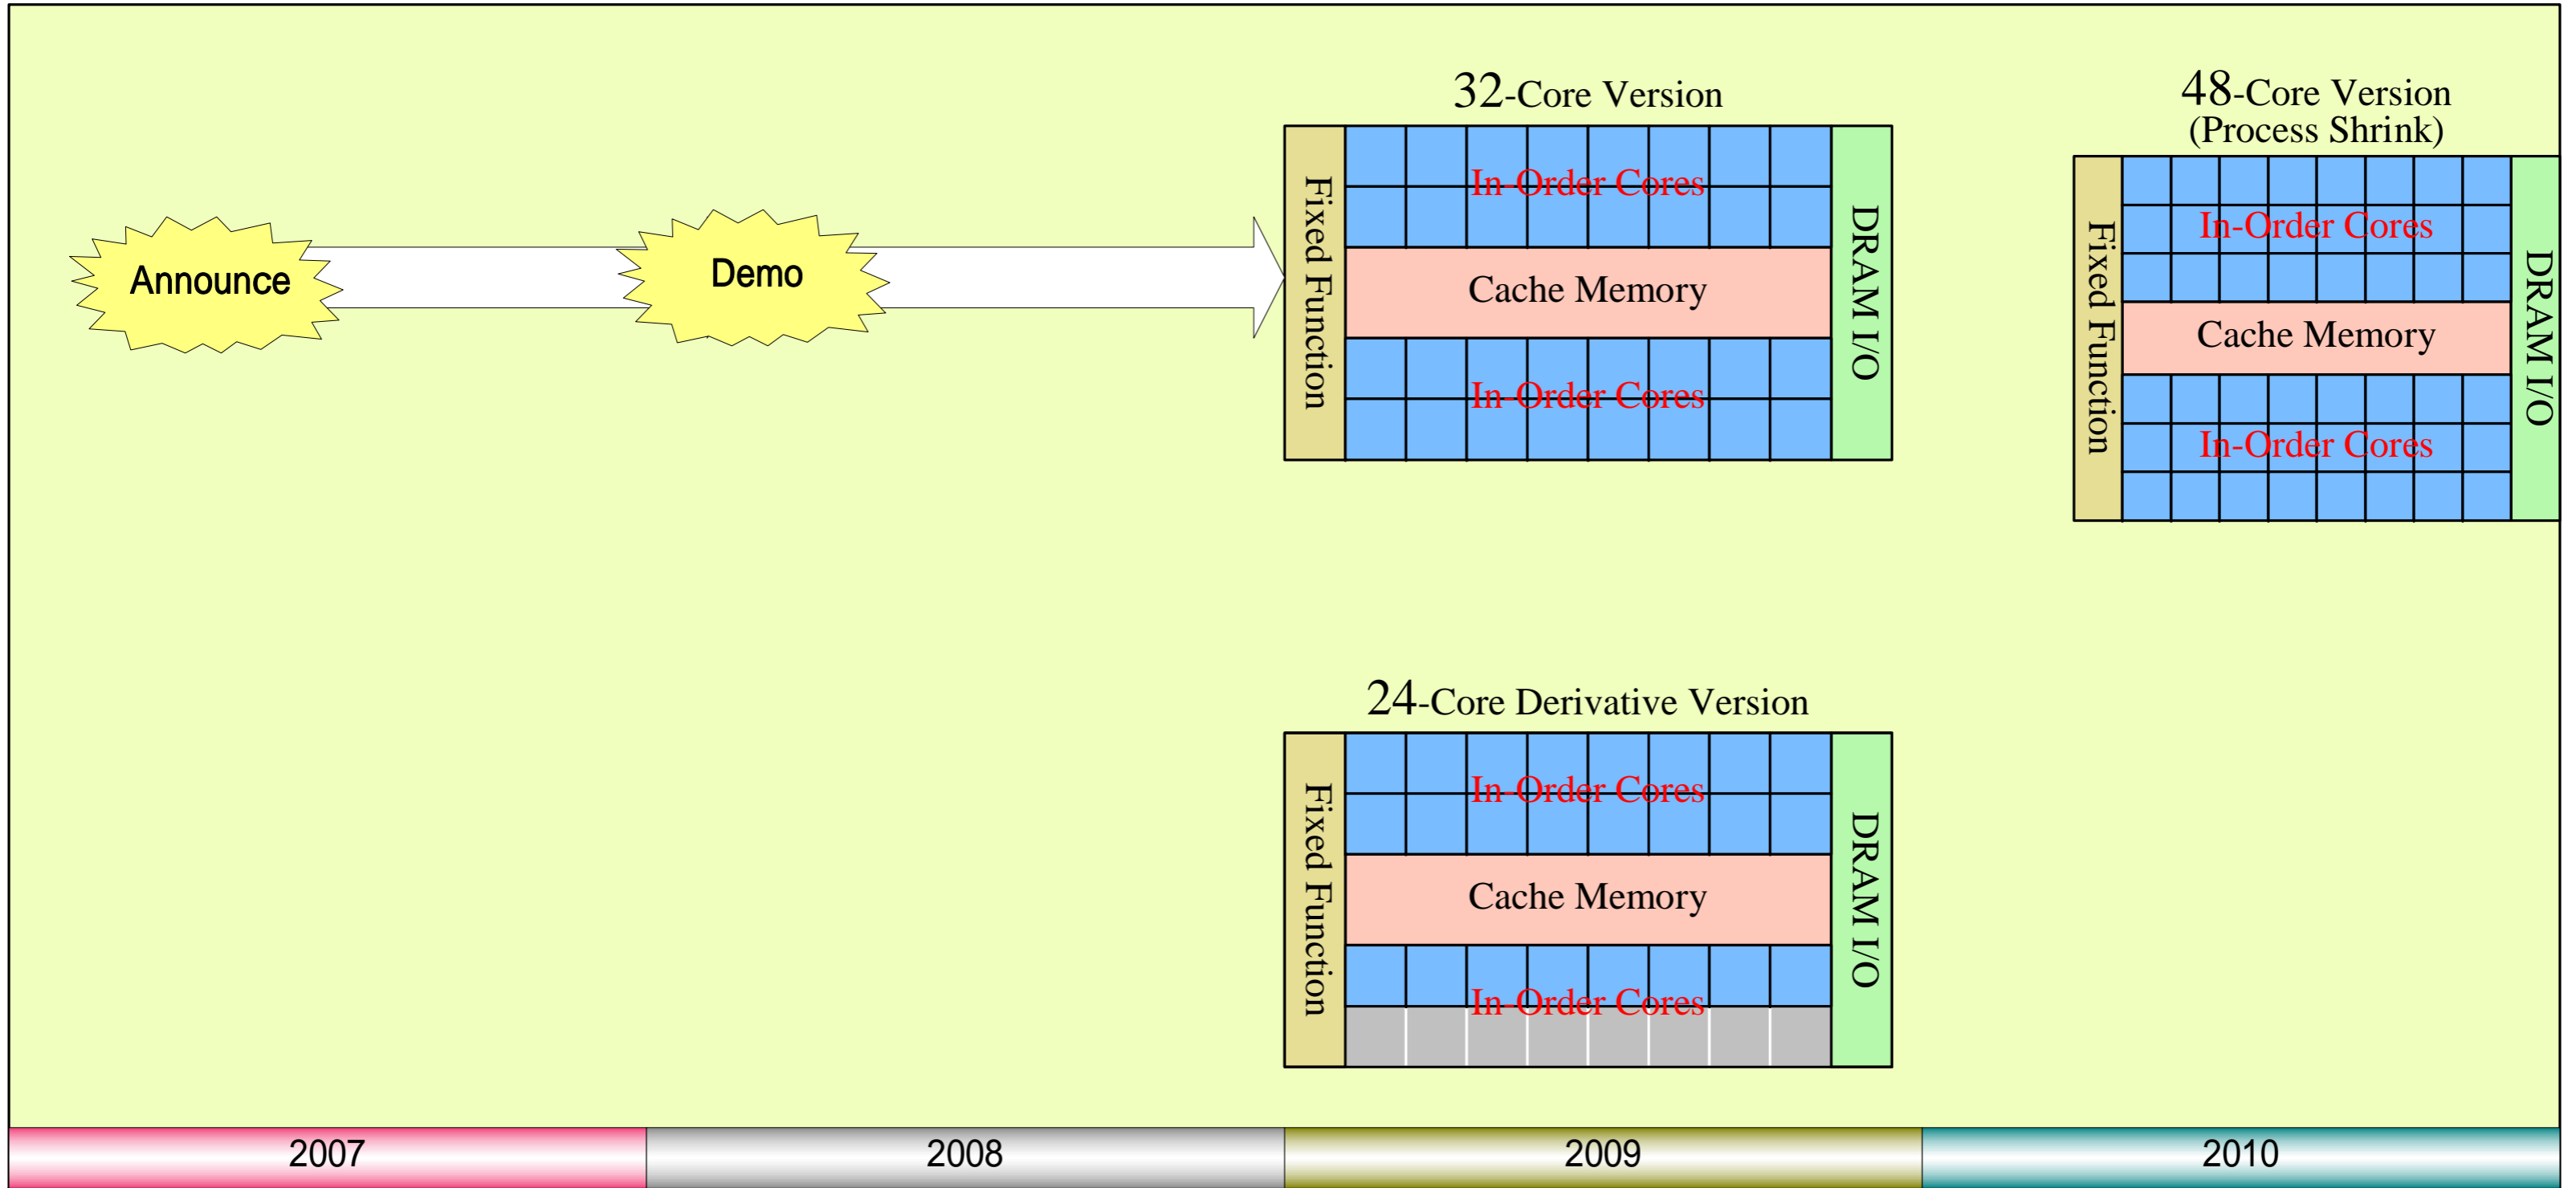 32-Core Version
48-Core Version
(Process Shrink)
Announce
Demo
Fixed Function
In-Order Cores
Cache Memory
In-Order Cores
DRAM I/O
Fixed Function
In-Order Cores
Cache Memory
In-Order Cores
DRAM I/O
24-Core Derivative Version
Fixed Function
In-Order Cores
Cache Memory
In-Order Cores
DRAM I/O
2007
2008
2009
2010